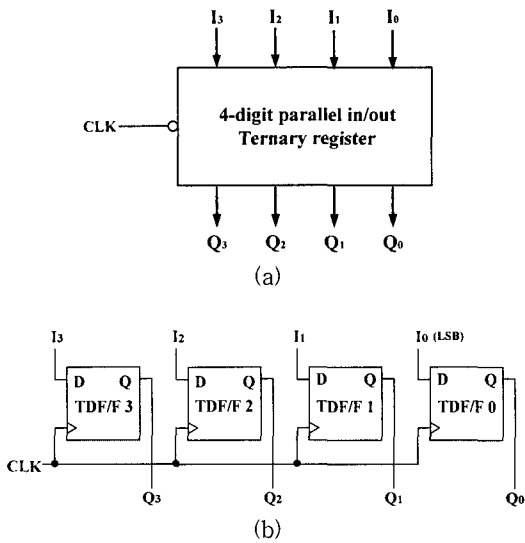 I3 I2 I1 I0
CLK
4-digit parallel in/out
Ternary register
Q3 Q2 Q1 Q0
(a)
I3 I2 I1 I0 (LSB)
D Q D Q D Q D Q
TDF/F 3 TDF/F 2 TDF/F 1 TDF/F 0
CLK
Q3 Q2 Q1 Q0
(b)